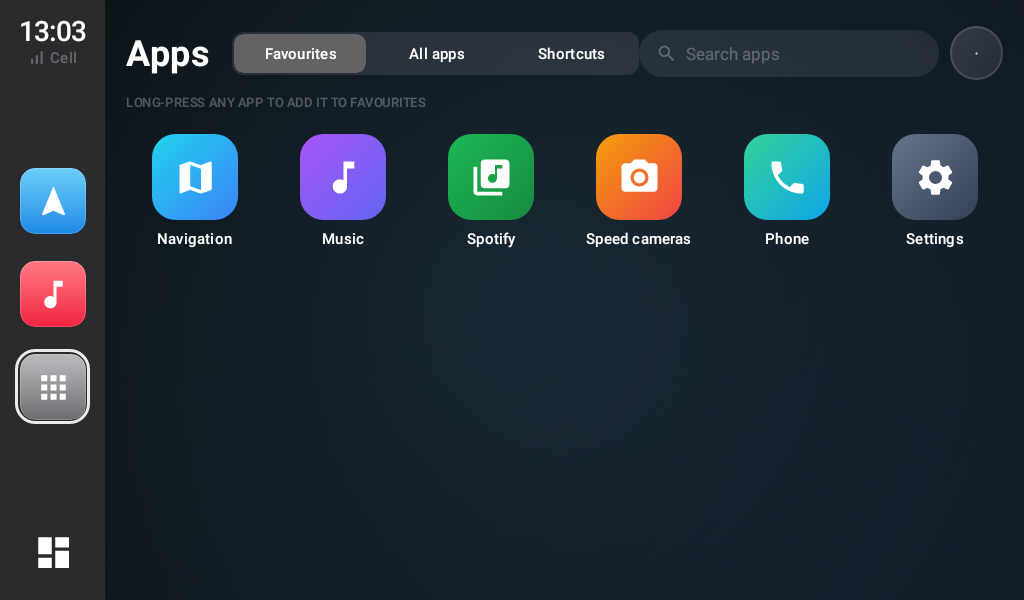 13:03
Cell
Apps
Favourites
All apps
Shortcuts
Search apps
LONG-PRESS ANY APP TO ADD IT TO FAVOURITES
Navigation
Music
Spotify
Speed cameras
Phone
Settings